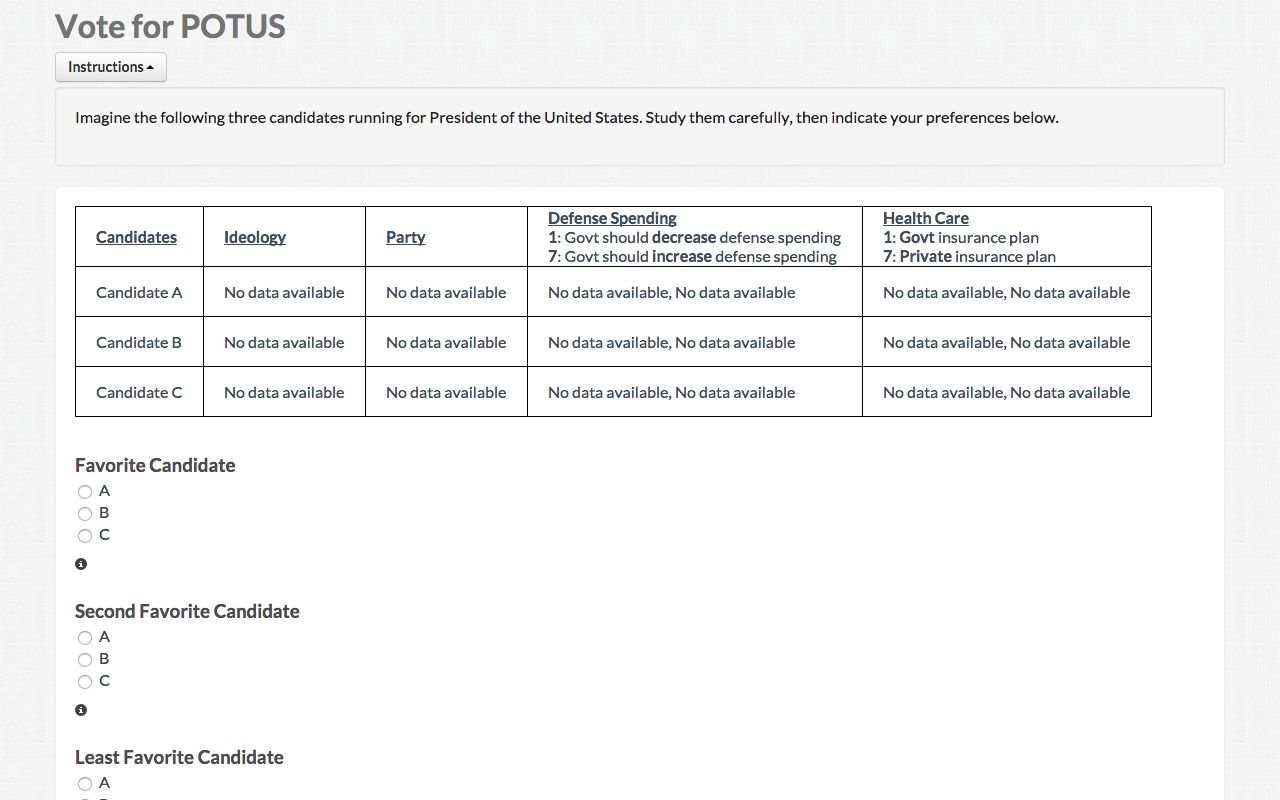 Vote for POTUS
Instructions
Imagine the following three candidates running for President of the United States. Study them carefully, then indicate your preferences below.
Candidates Ideology Party Defense Spending Health Care
1: Govt should decrease defense spending 1: Govt insurance plan
7: Govt should increase defense spending 7: Private insurance plan
Candidate A No data available No data available No data available, No data available No data available, No data available
Candidate B No data available No data available No data available, No data available No data available, No data available
Candidate C No data available No data available No data available, No data available No data available, No data available
Favorite Candidate
A
B
C
Second Favorite Candidate
A
B
C
Least Favorite Candidate
A